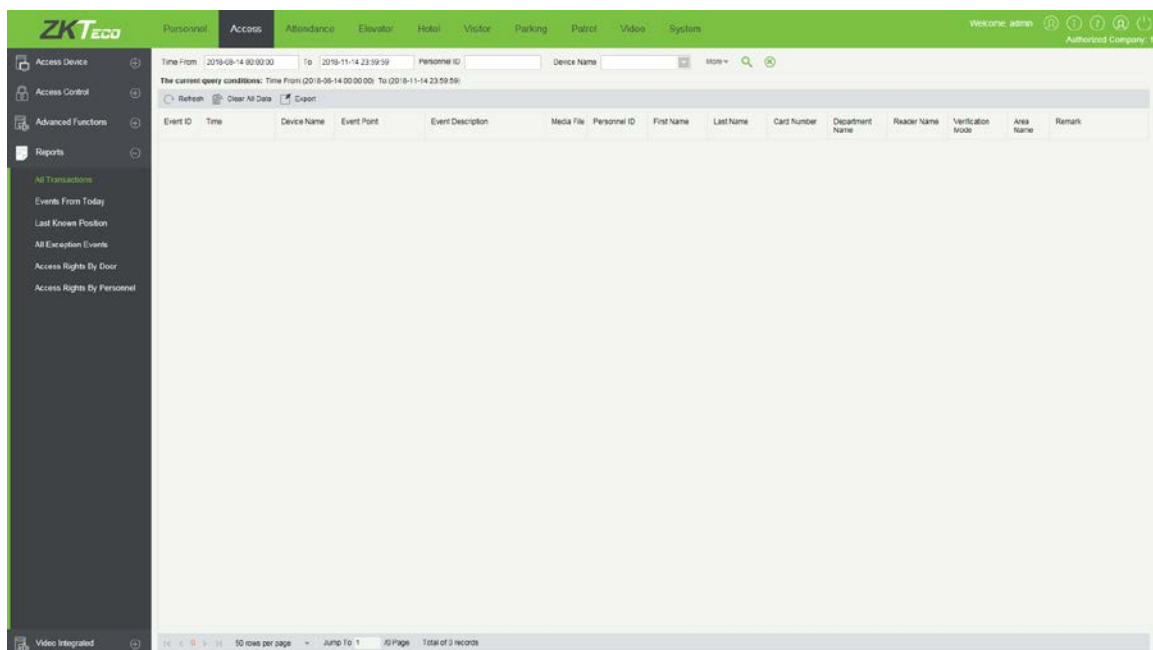 ZKTECO
Personnel Access Attendance Elevator Hotel Visitor Parking Patrol Video System
Welcome: admin
Authorized Company:
Access Device
Access Control
Advanced Functions
Reports
All Transactions
Events From Today
Last Known Position
All Exception Events
Access Rights By Door
Access Rights By Personnel
Video Integrated
Time From 2018-08-14 00:00:00 To 2018-11-14 23:59:59 Personnel ID Device Name More
The current query conditions: Time From:(2018-08-14 00:00:00) To:(2018-11-14 23:59:59)
Refresh Clear All Data Export
Event ID Time Device Name Event Point Event Description Media File Personnel ID First Name Last Name Card Number Department Name Reader Name Verification Mode Area Name Remark
0 50 rows per page Jump To 1 /0 Page Total of 0 records